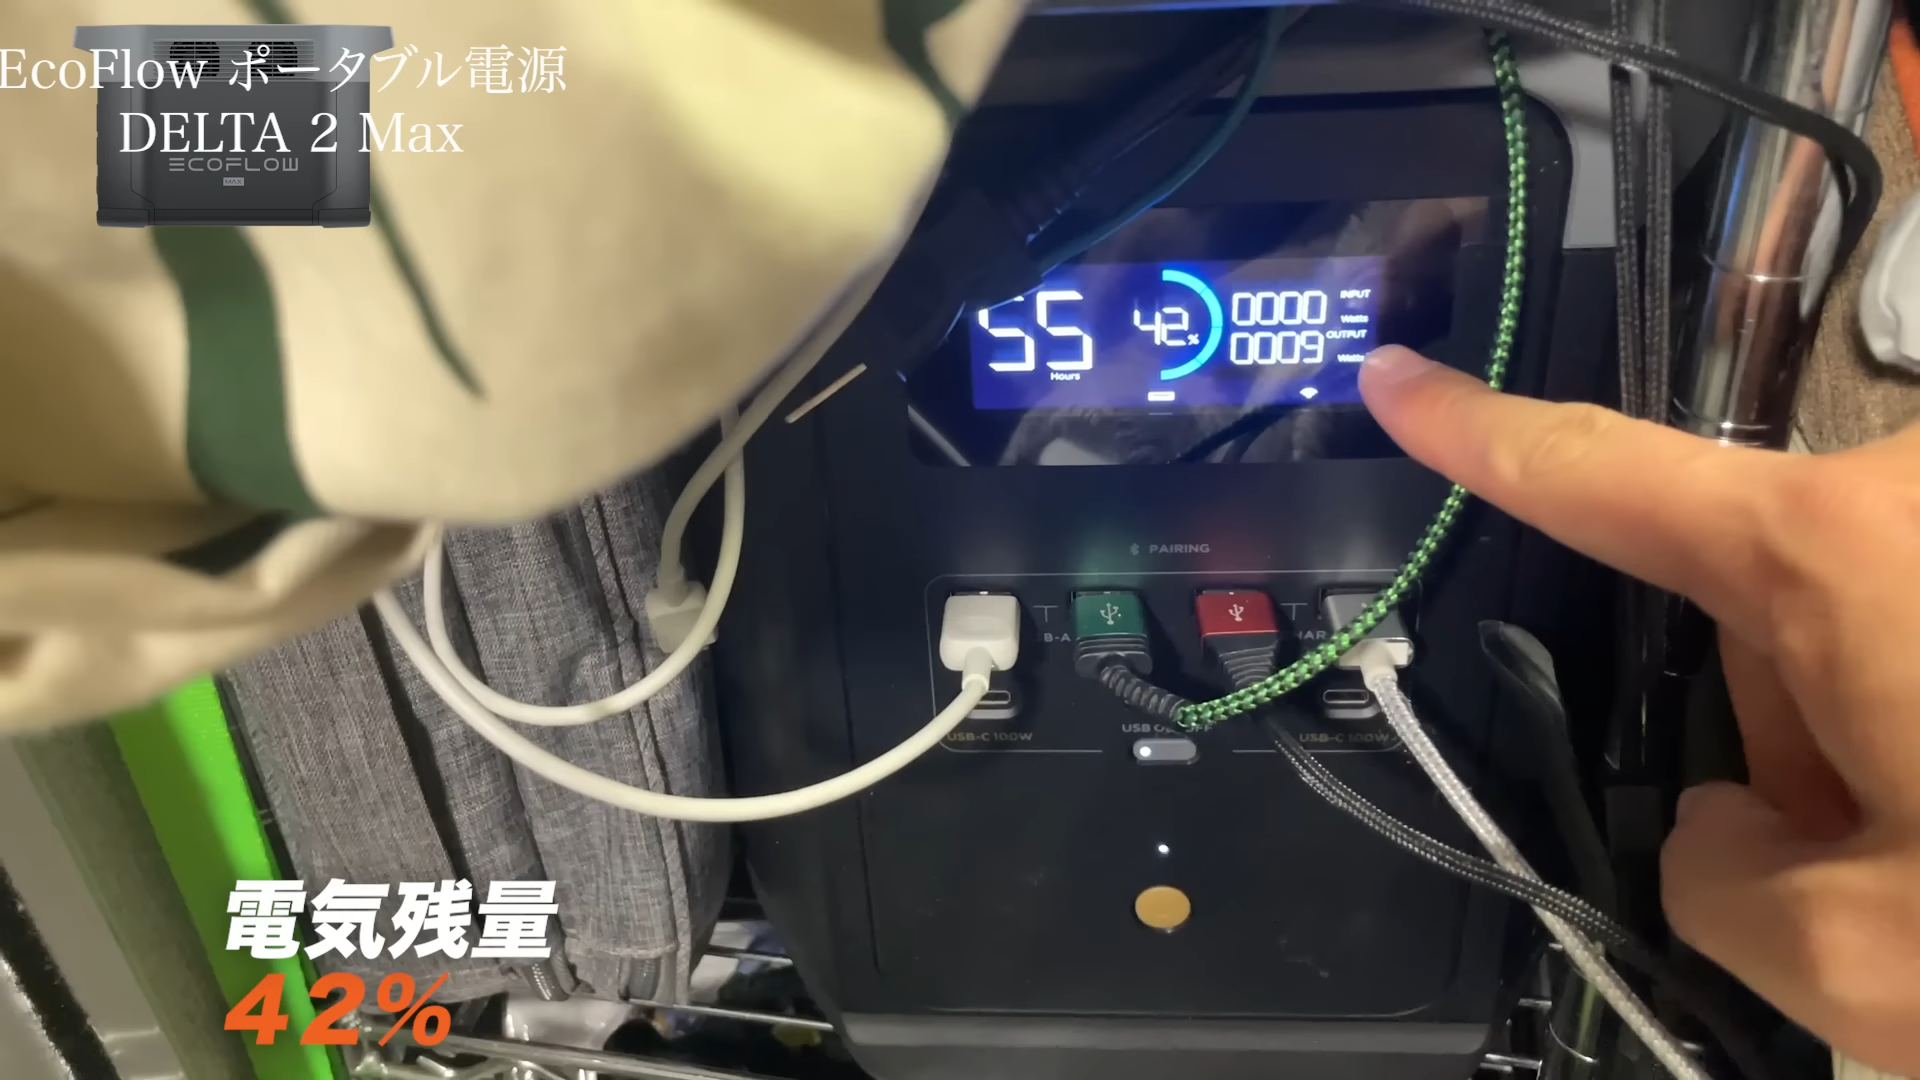 EcoFlow ポータブル電源
DELTA 2 Max
ECOFLOW
MAX
55
Hours
42%
0000
INPUT
Watts
0009
OUTPUT
Watts
PAIRING
B-A
USB-C 100W
USB-C 100W
電気残量
42%